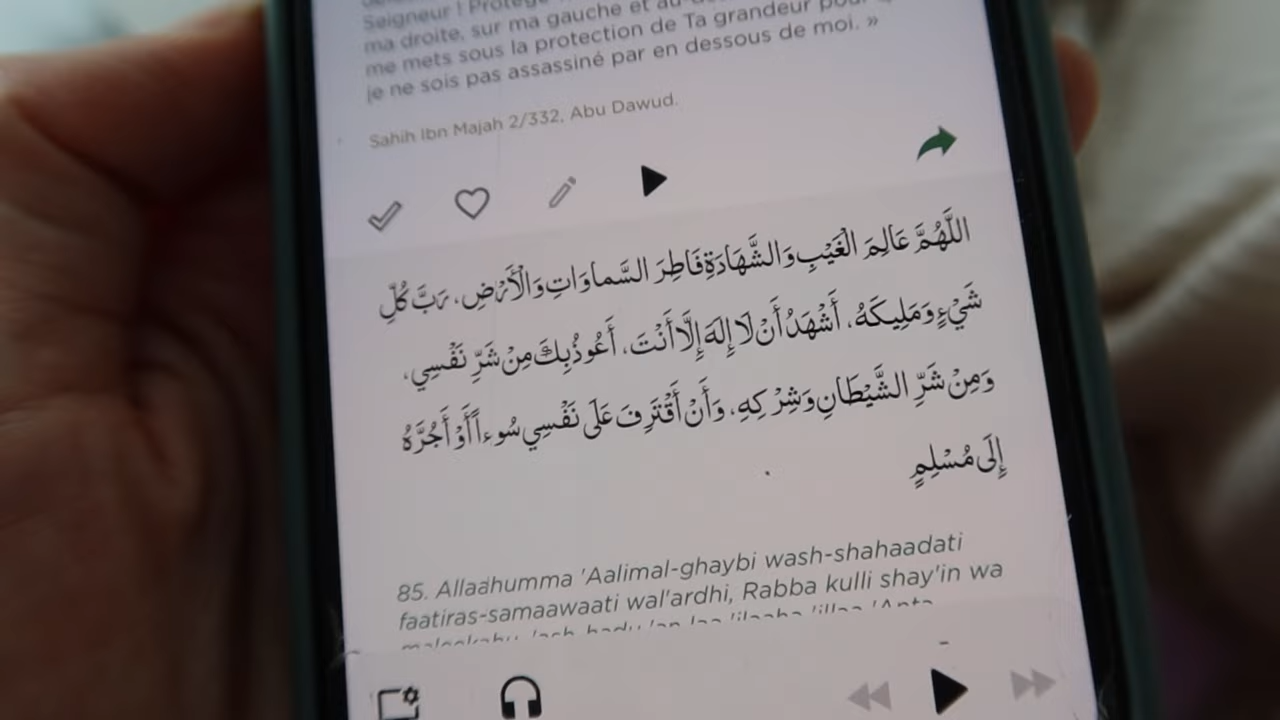 Seigneur ! Protège
ma droite, sur ma gauche et
me mets sous la protection de Ta grandeur pour
je ne sois pas assassiné par en dessous de moi. »
Sahih Ibn Majah 2/332, Abu Dawud.
اللَّهُمَّ عَالِمَ الْغَيْبِ وَالشَّهَادَةِ فَاطِرَ السَّماوَاتِ وَالْأَرْضِ، رَبَّ كُلِّ
شَيْءٍ وَمَلِيكَهُ، أَشْهَدُ أَنْ لَا إِلَهَ إِلَّا أَنْتَ، أَعُوذُ بِكَ مِنْ شَرِّ نَفْسِي،
وَمِنْ شَرِّ الشَّيْطَانِ وَشِرْكِهِ، وَأَنْ أَقْتَرِفَ عَلَى نَفْسِي سُوءاً أَوْ أَجُرَّهُ
إِلَى مُسْلِمٍ
.
85. Allaahumma 'Aalimal-ghaybi wash-shahaadati
faatiras-samaawaati wal'ardhi, Rabba kulli shay'in wa